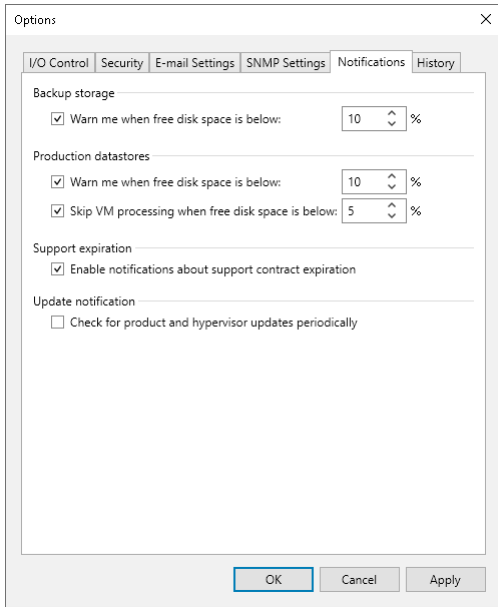 Options
I/O Control Security E-mail Settings SNMP Settings Notifications History
Backup storage
Warn me when free disk space is below: 10 %
Production datastores
Warn me when free disk space is below: 10 %
Skip VM processing when free disk space is below: 5 %
Support expiration
Enable notifications about support contract expiration
Update notification
Check for product and hypervisor updates periodically
OK Cancel Apply